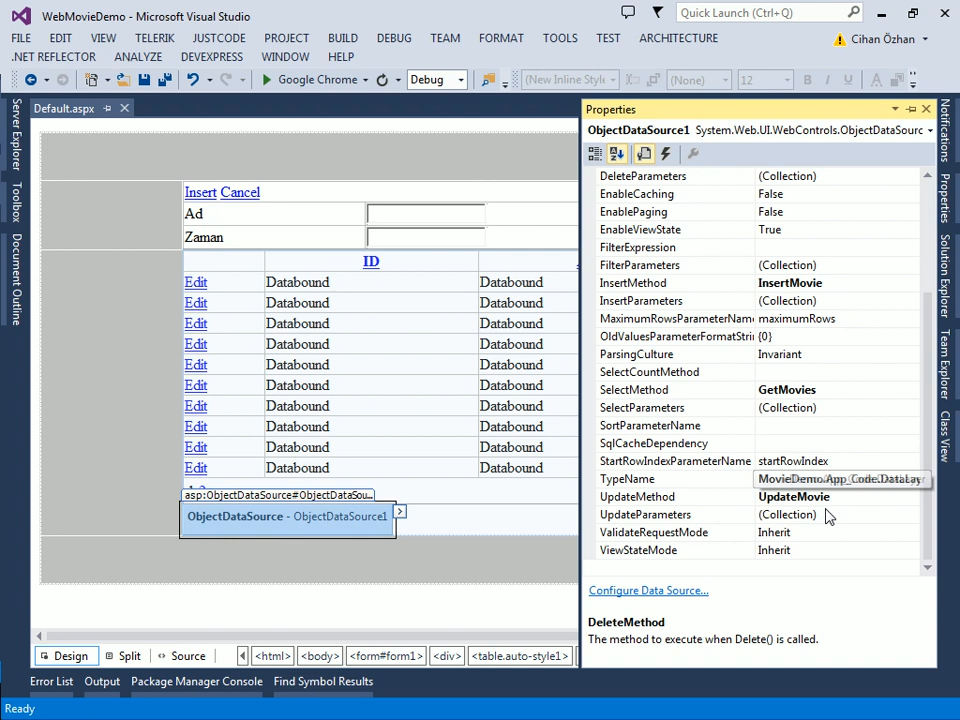 WebMovieDemo - Microsoft Visual Studio
Quick Launch (Ctrl+Q)
FILE EDIT VIEW TELERIK JUSTCODE PROJECT BUILD DEBUG TEAM FORMAT TOOLS TEST ARCHITECTURE
Cihan Özhan
.NET REFLECTOR ANALYZE DEVEXPRESS WINDOW HELP
Google Chrome
Debug
(New Inline Style
(None)
12
B I U A
Default.aspx
Server Explorer
Toolbox
Document Outline
Insert Cancel
Ad
Zaman
ID
Edit Databound Databound
Edit Databound Databound
Edit Databound Databound
Edit Databound Databound
Edit Databound Databound
Edit Databound Databound
Edit Databound Databound
Edit Databound Databound
Edit Databound Databound
Edit Databound Databound
1 2
asp:ObjectDataSource#ObjectDataSou...
ObjectDataSource - ObjectDataSource1
Properties
ObjectDataSource1 System.Web.UI.WebControls.ObjectDataSourc
DeleteParameters (Collection)
EnableCaching False
EnablePaging False
EnableViewState True
FilterExpression
FilterParameters (Collection)
InsertMethod InsertMovie
InsertParameters (Collection)
MaximumRowsParameterName maximumRows
OldValuesParameterFormatStri {0}
ParsingCulture Invariant
SelectCountMethod
SelectMethod GetMovies
SelectParameters (Collection)
SortParameterName
SqlCacheDependency
StartRowIndexParameterName startRowIndex
TypeName MovieDemo.App_Code.DataLay
UpdateMethod UpdateMovie
UpdateParameters (Collection)
ValidateRequestMode Inherit
ViewStateMode Inherit
Configure Data Source...
DeleteMethod
The method to execute when Delete() is called.
Notifications
Properties
Solution Explorer
Team Explorer
Class View
Design Split Source <html> <body> <form#form1> <div> <table.auto-style1>
Error List Output Package Manager Console Find Symbol Results
Ready